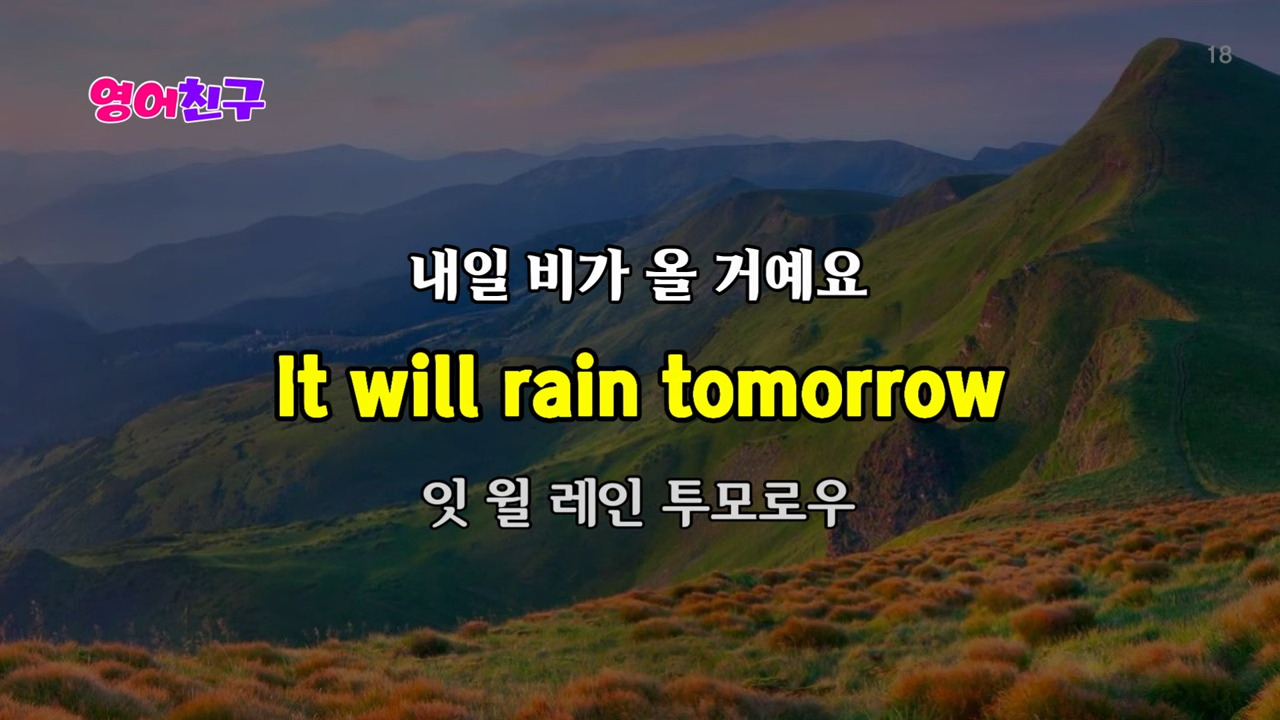 18
영어친구
내일 비가 올 거예요
It will rain tomorrow
잇 윌 레인 투모로우